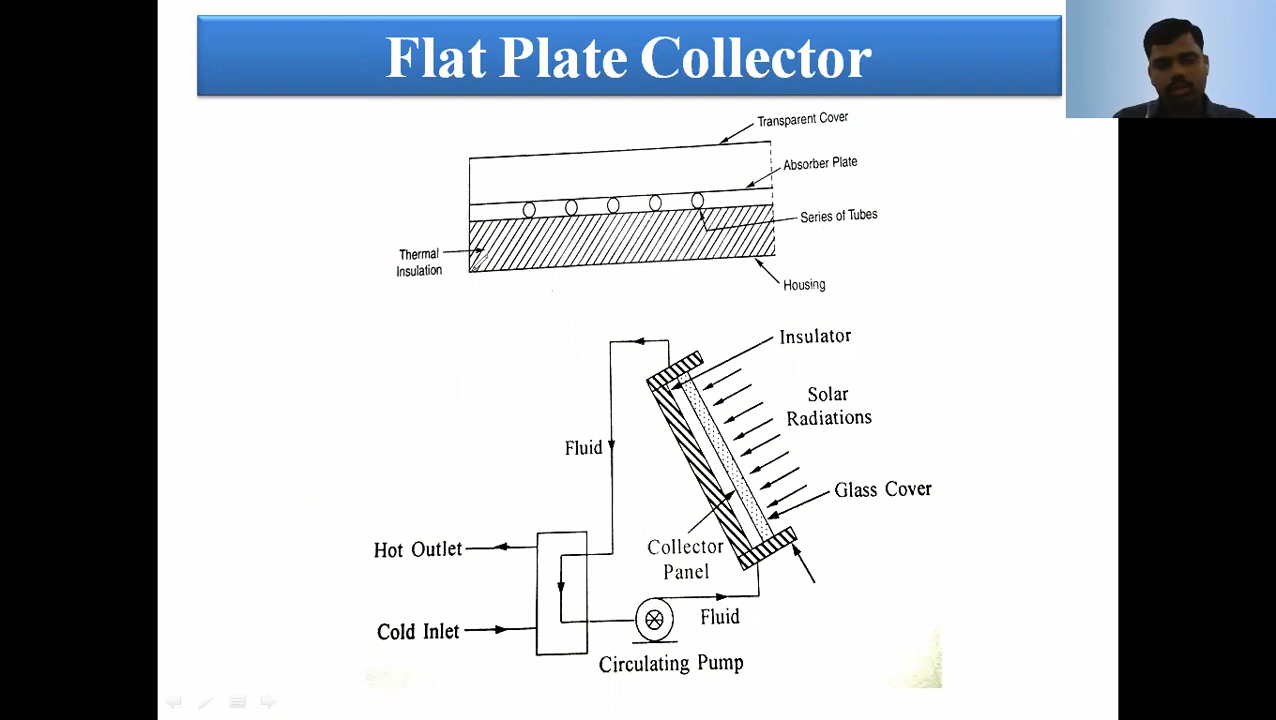 Flat Plate Collector
Transparent Cover
Absorber Plate
Series of Tubes
Thermal
Insulation
Housing
Insulator
Solar
Radiations
Fluid
Glass Cover
Hot Outlet
Collector
Panel
Fluid
Cold Inlet
Circulating Pump